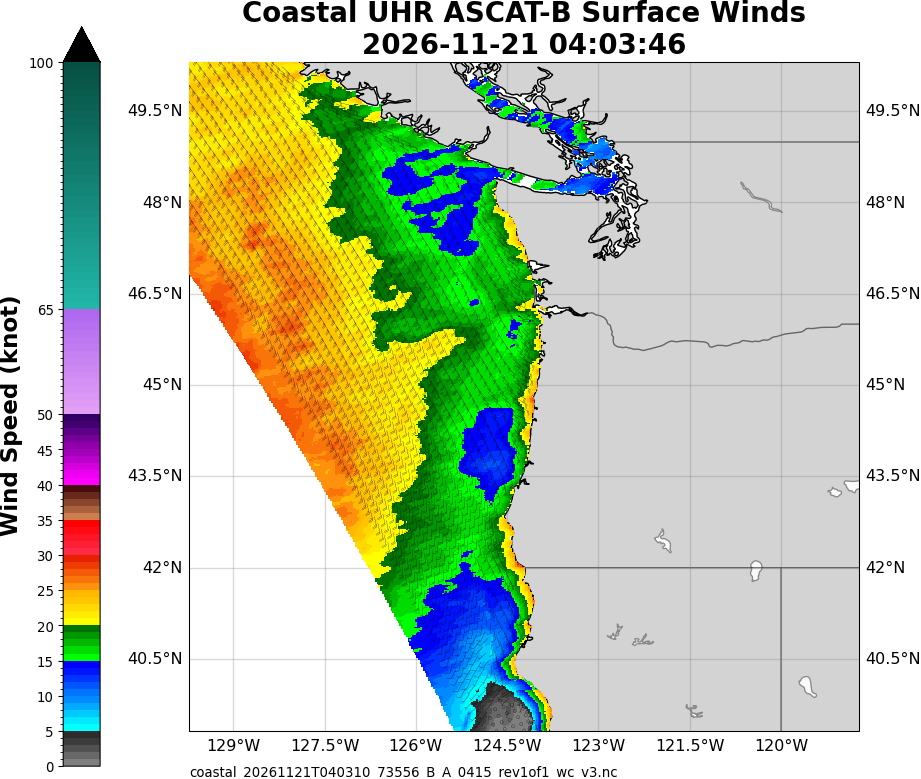 Coastal UHR ASCAT-B Surface Winds
2026-11-21 04:03:46
Wind Speed (knot)
100
65
50
45
40
35
30
25
20
15
10
5
0
49.5°N 49.5°N
48°N 48°N
46.5°N 46.5°N
45°N 45°N
43.5°N 43.5°N
42°N 42°N
40.5°N 40.5°N
129°W 127.5°W 126°W 124.5°W 123°W 121.5°W 120°W
coastal_20261121T040310_73556_B_A_0415_rev1of1_wc_v3.nc